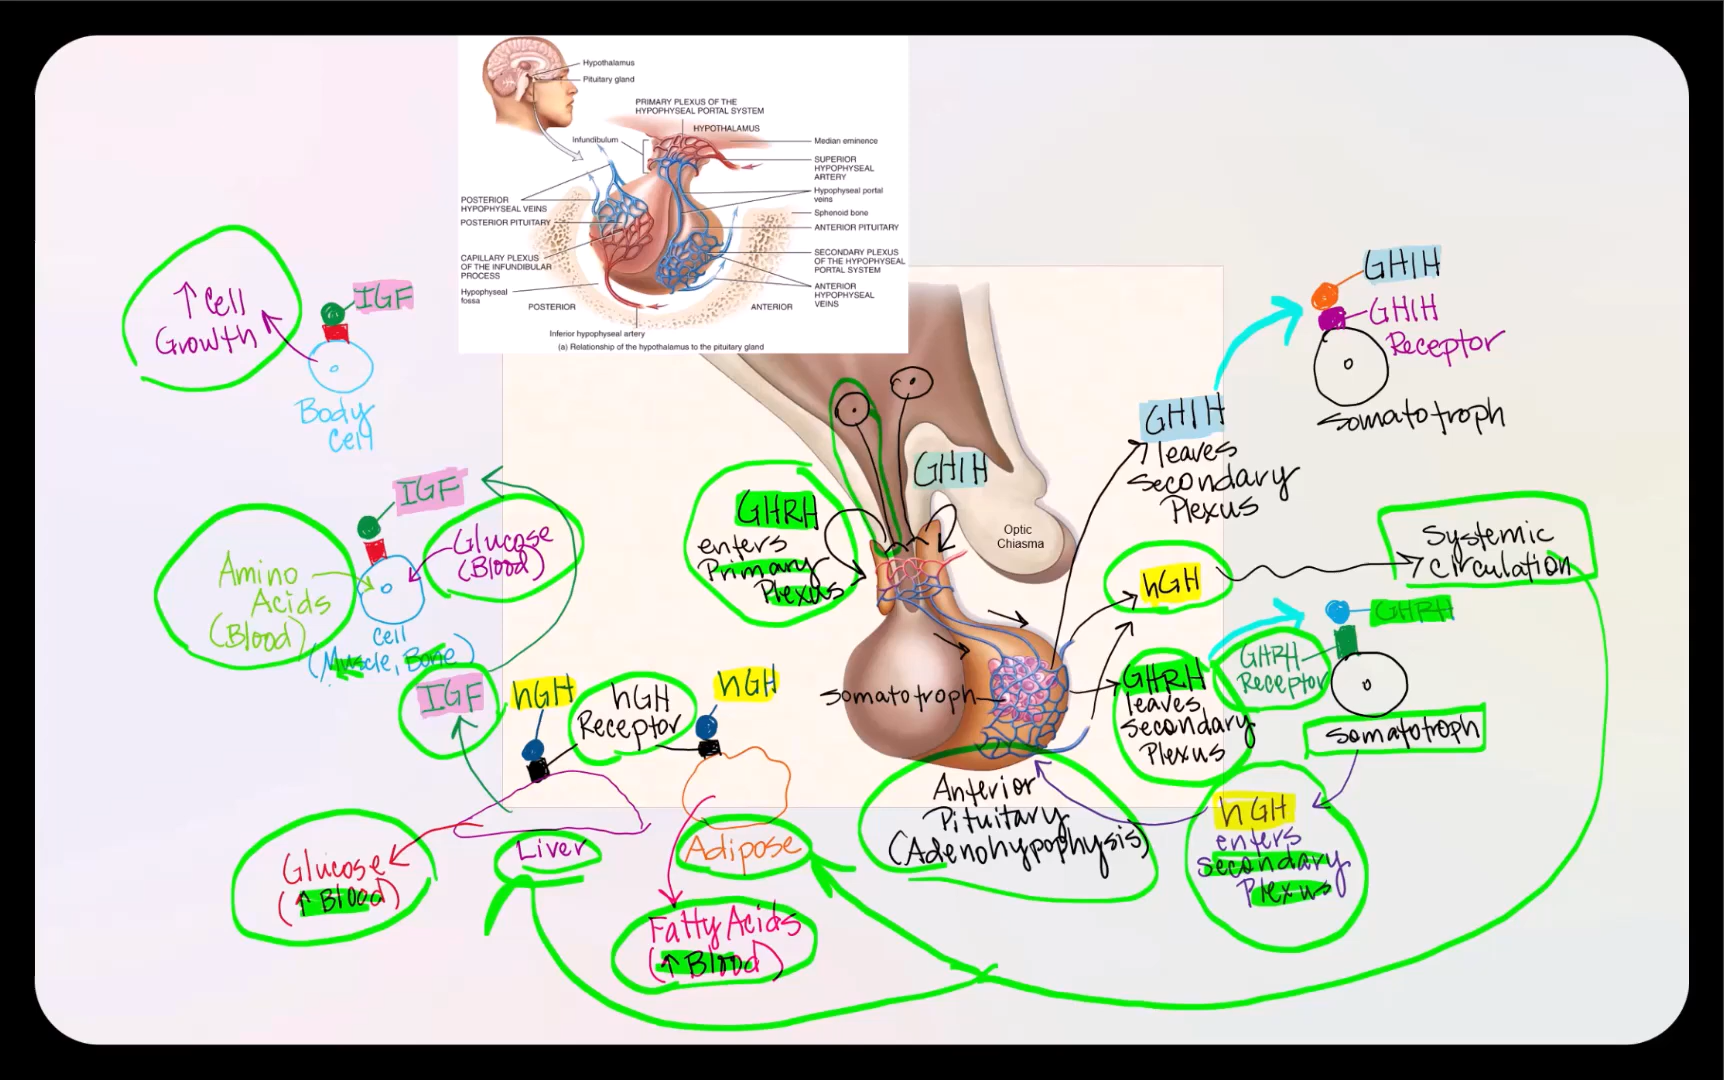 Hypothalamus
Pituitary gland
PRIMARY PLEXUS OF THE
HYPOPHYSEAL PORTAL SYSTEM
HYPOTHALAMUS
Infundibulum
Median eminence
SUPERIOR
HYPOPHYSEAL
ARTERY
Hypophyseal portal
veins
POSTERIOR
HYPOPHYSEAL VEINS
Sphenoid bone
POSTERIOR PITUITARY
ANTERIOR PITUITARY
CAPILLARY PLEXUS
OF THE INFUNDIBULAR
PROCESS
SECONDARY PLEXUS
OF THE HYPOPHYSEAL
PORTAL SYSTEM
Hypophyseal
fossa
ANTERIOR
HYPOPHYSEAL
VEINS
POSTERIOR
ANTERIOR
Inferior hypophyseal artery
(a) Relationship of the hypothalamus to the pituitary gland
↑ Cell
Growth
IGF
Body
Cell
GHIH
GHIH
Receptor
Somatotroph
GHIH
leaves
Secondary
Plexus
GHIH
Optic
Chiasma
GHRH
enters
Primary
Plexus
IGF
Glucose
(Blood)
Amino
Acids
(Blood)
Cell
(Muscle, Bone)
hGH
Systemic
Circulation
GHRH
GHRH
Receptor
Somatotroph
GHRH
leaves
Secondary
Plexus
Somatotroph
IGF
hGH
hGH
Receptor
hGH
hGH
enters
Secondary
Plexus
Anterior
Pituitary
(Adenohypophysis)
Liver
Adipose
Glucose
(↑ Blood)
Fatty Acids
(↑ Blood)